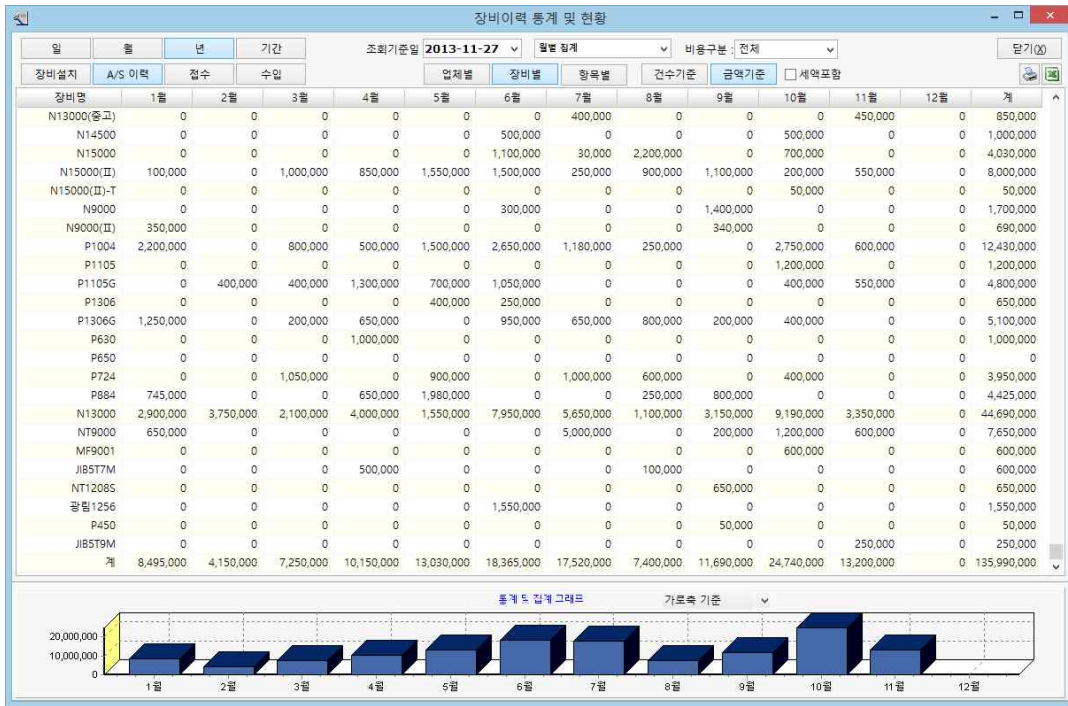 장비이력 통계 및 현황
일 월 년 기간 조회기준일 2013-11-27 월별 집계 비용구분 : 전체 닫기(X)
장비설치 A/S 이력 접수 수입 업체별 장비별 항목별 건수기준 금액기준 세액포함
장비명 1월 2월 3월 4월 5월 6월 7월 8월 9월 10월 11월 12월 계
N13000(중고) 0 0 0 0 0 0 400,000 0 0 0 450,000 0 850,000
N14500 0 0 0 0 0 500,000 0 0 0 500,000 0 0 1,000,000
N15000 0 0 0 0 0 1,100,000 30,000 2,200,000 0 700,000 0 0 4,030,000
N15000(II) 100,000 0 1,000,000 850,000 1,550,000 1,500,000 250,000 900,000 1,100,000 200,000 550,000 0 8,000,000
N15000(II)-T 0 0 0 0 0 0 0 0 0 50,000 0 0 50,000
N9000 0 0 0 0 0 300,000 0 0 1,400,000 0 0 0 1,700,000
N9000(II) 350,000 0 0 0 0 0 0 0 340,000 0 0 0 690,000
P1004 2,200,000 0 800,000 500,000 1,500,000 2,650,000 1,180,000 250,000 0 2,750,000 600,000 0 12,430,000
P1105 0 0 0 0 0 0 0 0 0 1,200,000 0 0 1,200,000
P1105G 0 400,000 400,000 1,300,000 700,000 1,050,000 0 0 0 400,000 550,000 0 4,800,000
P1306 0 0 0 0 400,000 250,000 0 0 0 0 0 0 650,000
P1306G 1,250,000 0 200,000 650,000 0 950,000 650,000 800,000 200,000 400,000 0 0 5,100,000
P630 0 0 0 1,000,000 0 0 0 0 0 0 0 0 1,000,000
P650 0 0 0 0 0 0 0 0 0 0 0 0 0
P724 0 0 1,050,000 0 900,000 0 1,000,000 600,000 0 400,000 0 0 3,950,000
P884 745,000 0 0 650,000 1,980,000 0 0 250,000 800,000 0 0 0 4,425,000
N13000 2,900,000 3,750,000 2,100,000 4,000,000 1,550,000 7,950,000 5,650,000 1,100,000 3,150,000 9,190,000 3,350,000 0 44,690,000
NT9000 650,000 0 0 0 0 0 5,000,000 0 200,000 1,200,000 600,000 0 7,650,000
MF9001 0 0 0 0 0 0 0 0 0 600,000 0 0 600,000
JIB5T7M 0 0 0 500,000 0 0 0 100,000 0 0 0 0 600,000
NT1208S 0 0 0 0 0 0 0 0 650,000 0 0 0 650,000
광림1256 0 0 0 0 0 1,550,000 0 0 0 0 0 0 1,550,000
P450 0 0 0 0 0 0 0 0 50,000 0 0 0 50,000
JIB5T9M 0 0 0 0 0 0 0 0 0 0 250,000 0 250,000
계 8,495,000 4,150,000 7,250,000 10,150,000 13,030,000 18,365,000 17,520,000 7,400,000 11,690,000 24,740,000 13,200,000 0 135,990,000
통계 및 집계 그래프 가로축 기준
20,000,000
10,000,000
0
1월 2월 3월 4월 5월 6월 7월 8월 9월 10월 11월 12월